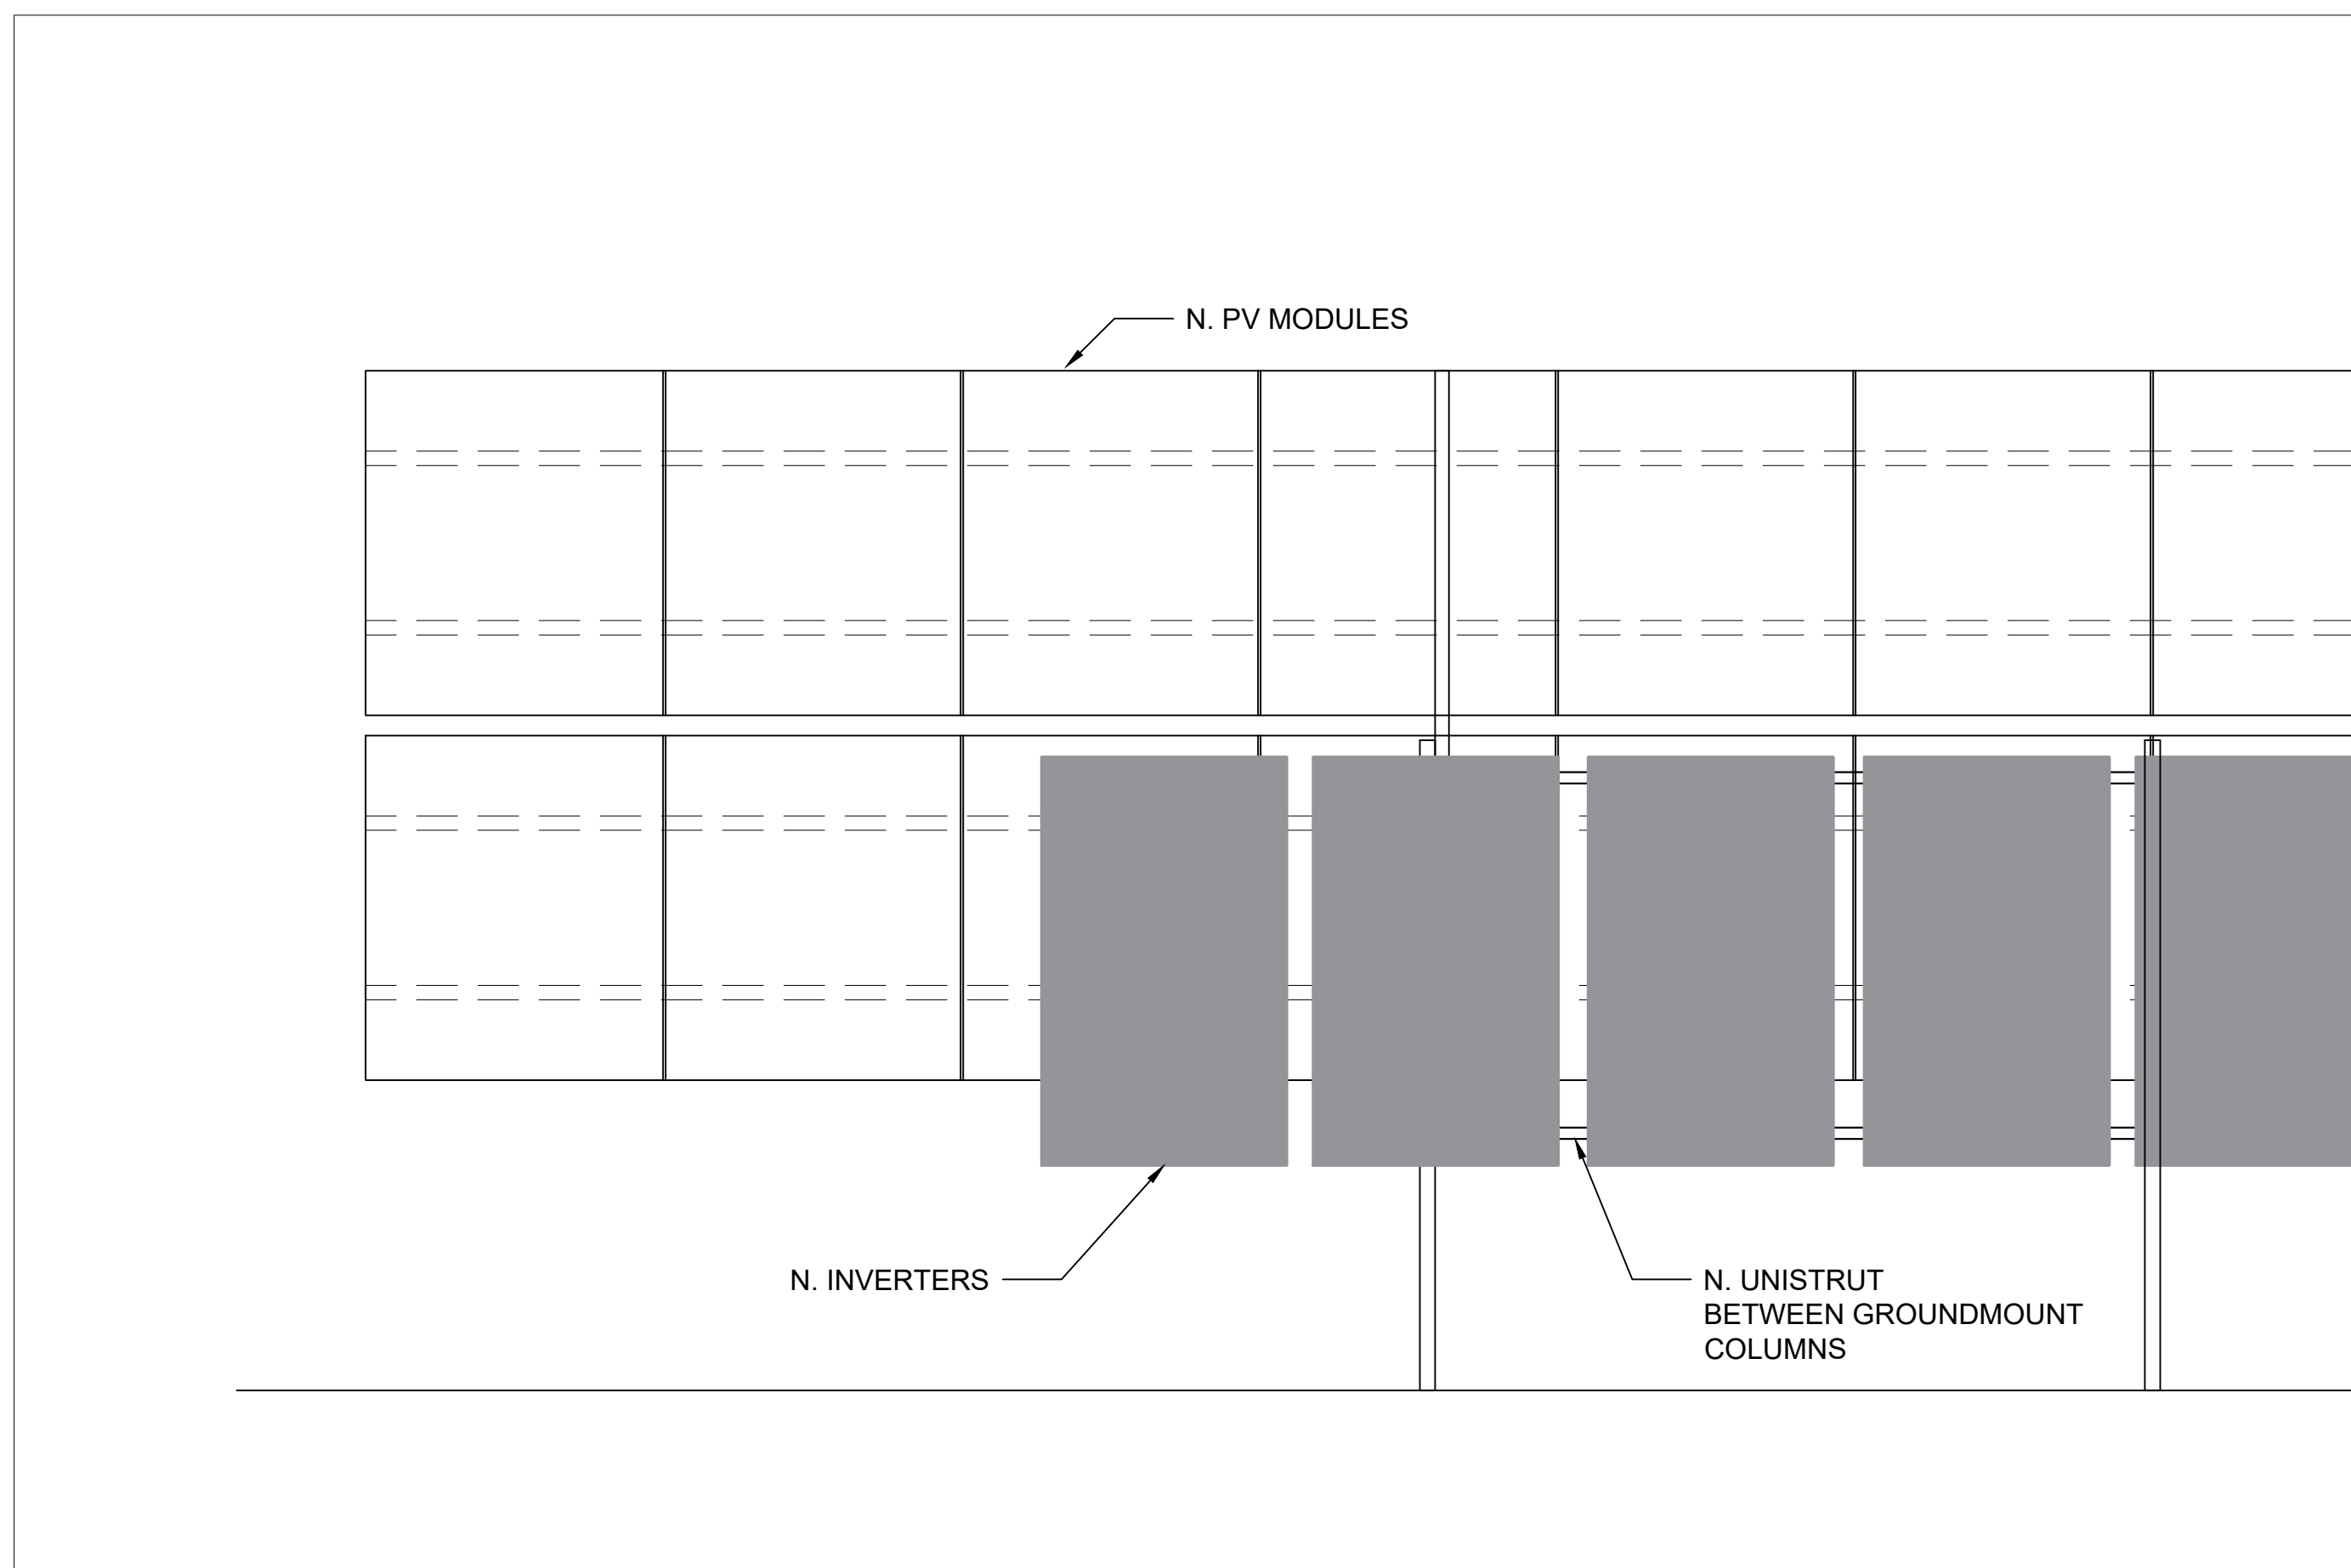 N. PV MODULES
N. INVERTERS
N. UNISTRUT
BETWEEN GROUNDMOUNT
COLUMNS